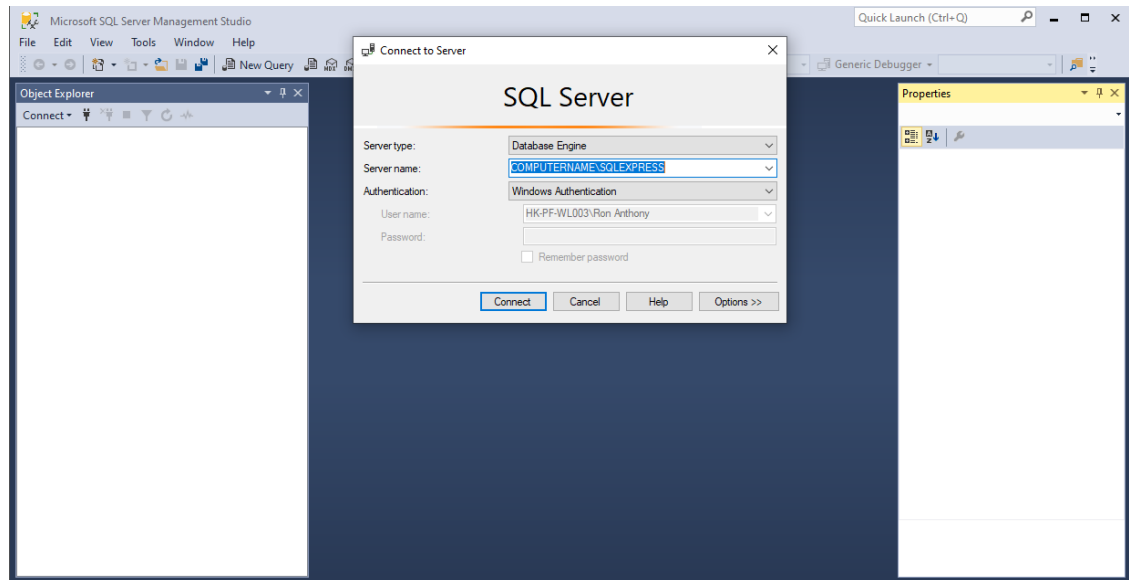 Microsoft SQL Server Management Studio
Quick Launch (Ctrl+Q)
File Edit View Tools Window Help
New Query
Generic Debugger
Object Explorer
Connect
Connect to Server
SQL Server
Server type: Database Engine
Server name: COMPUTERNAME\SQLEXPRESS
Authentication: Windows Authentication
User name: HK-PF-WL003\Ron Anthony
Password:
Remember password
Connect Cancel Help Options >>
Properties